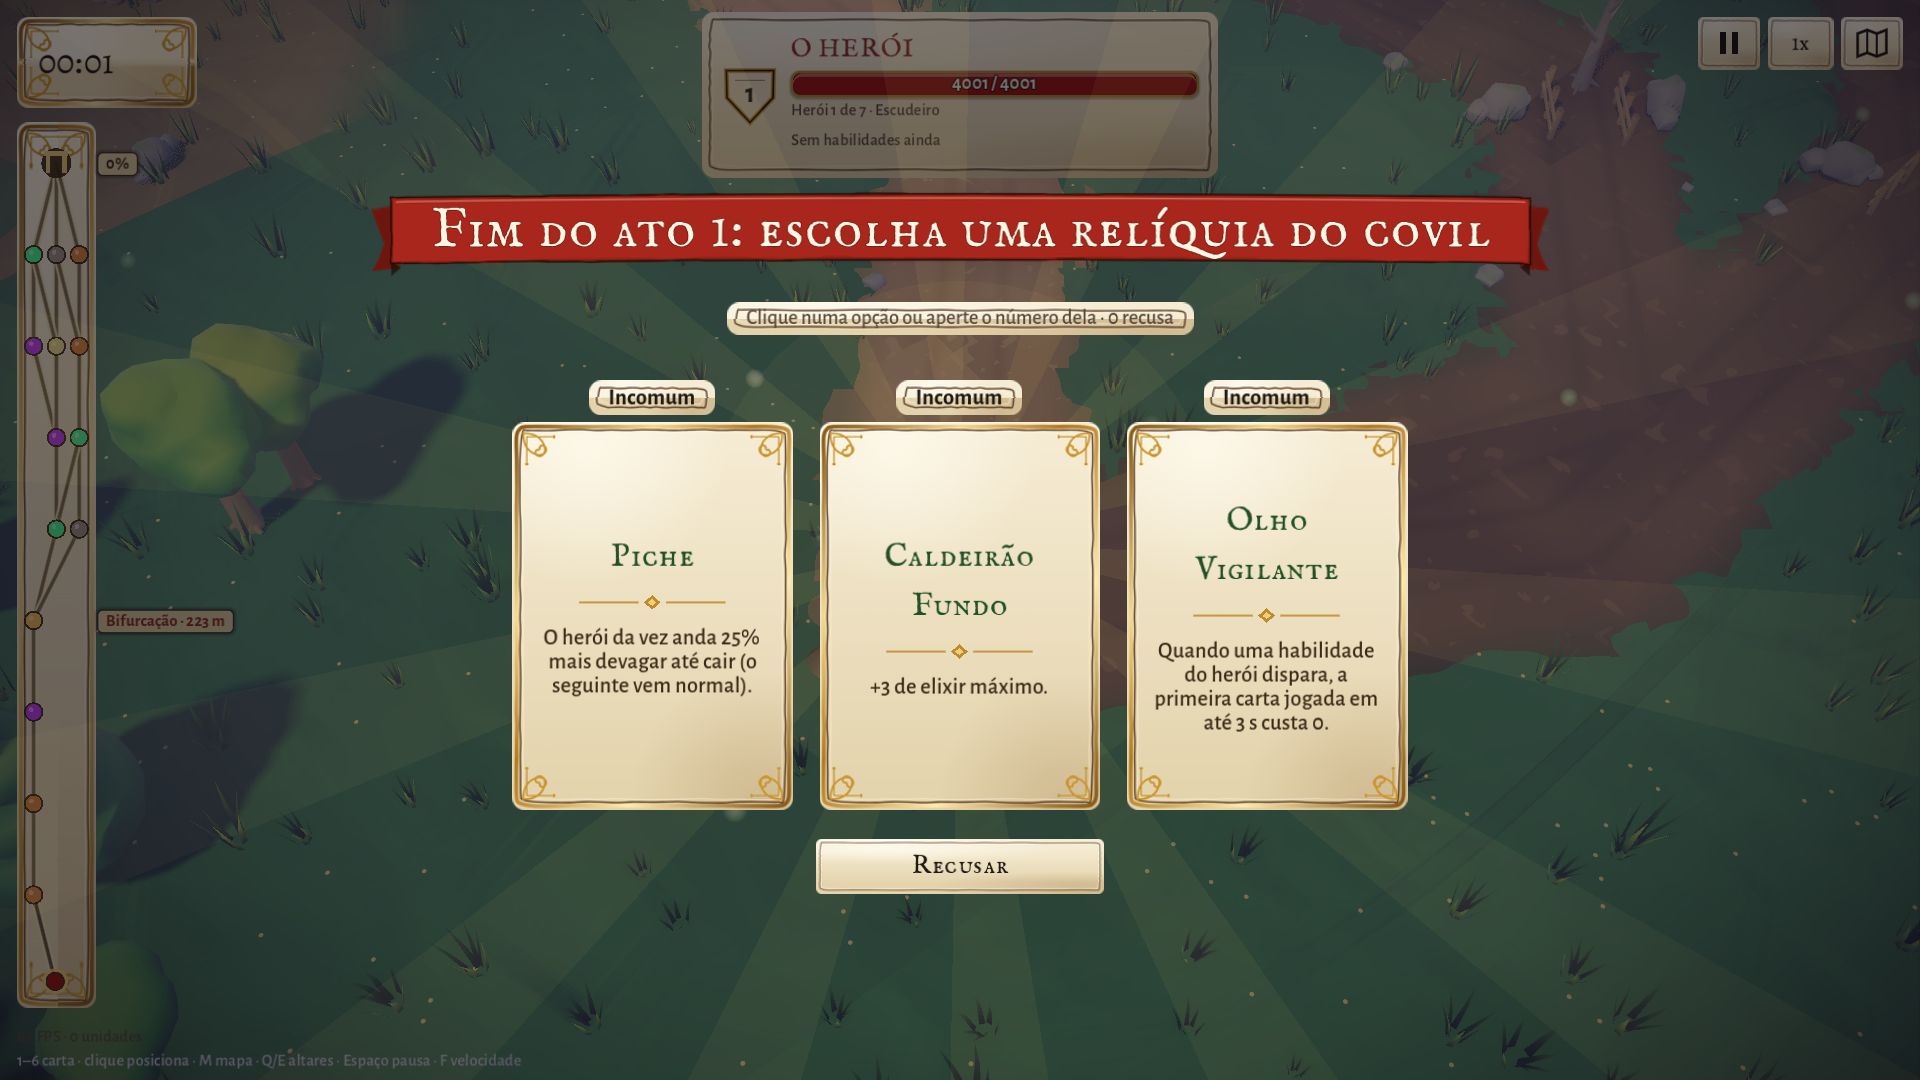 00:01
O HERÓI
4001 / 4001
1
Herói 1 de 7 · Escudeiro
Sem habilidades ainda
1x
0%
FIM DO ATO 1: ESCOLHA UMA RELÍQUIA DO COVIL
Clique numa opção ou aperte o número dela · 0 recusa
Incomum
PICHE
O herói da vez anda 25%
mais devagar até cair (o
seguinte vem normal).
Incomum
CALDEIRÃO
FUNDO
+3 de elixir máximo.
Incomum
OLHO
VIGILANTE
Quando uma habilidade
do herói dispara, a
primeira carta jogada em
até 3 s custa 0.
Bifurcação · 223 m
RECUSAR
FPS · 0 unidades
1–6 carta · clique posiciona · M mapa · Q/E altares · Espaço pausa · F velocidade